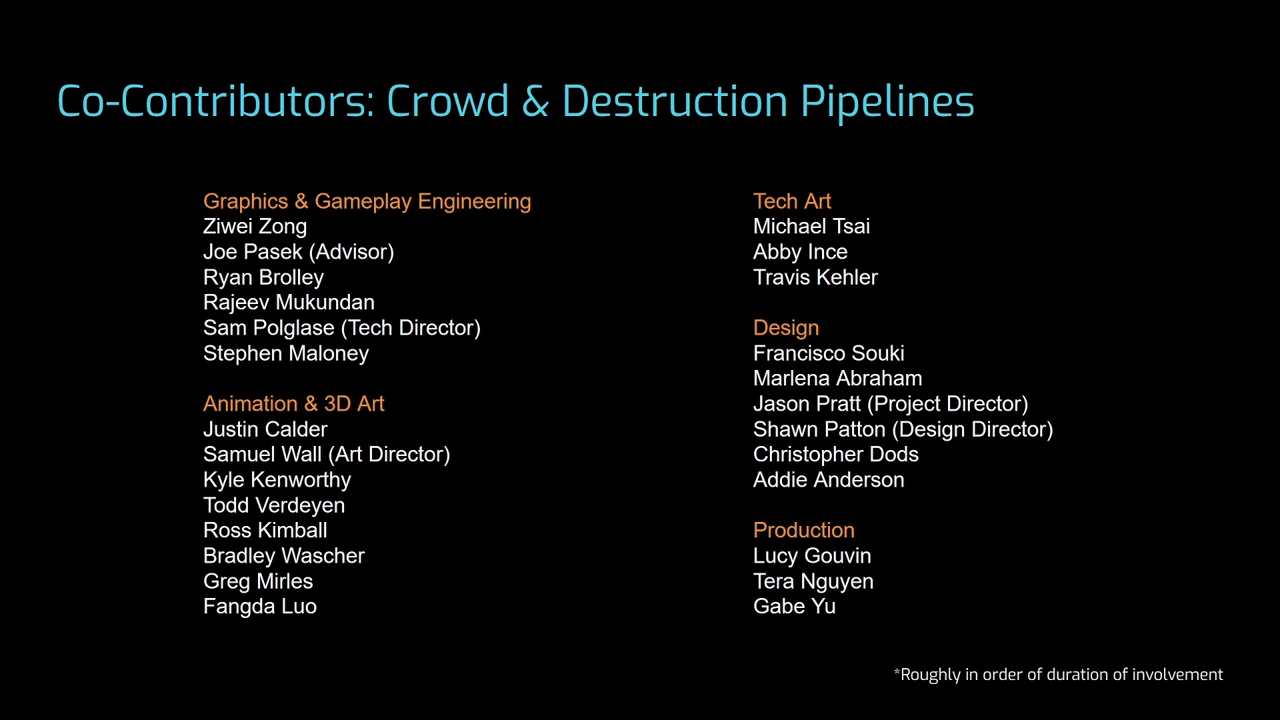 Co-Contributors: Crowd & Destruction Pipelines
Graphics & Gameplay Engineering
Ziwei Zong
Joe Pasek (Advisor)
Ryan Brolley
Rajeev Mukundan
Sam Polglase (Tech Director)
Stephen Maloney
Animation & 3D Art
Justin Calder
Samuel Wall (Art Director)
Kyle Kenworthy
Todd Verdeyen
Ross Kimball
Bradley Wascher
Greg Mirles
Fangda Luo
Tech Art
Michael Tsai
Abby Ince
Travis Kehler
Design
Francisco Souki
Marlena Abraham
Jason Pratt (Project Director)
Shawn Patton (Design Director)
Christopher Dods
Addie Anderson
Production
Lucy Gouvin
Tera Nguyen
Gabe Yu
*Roughly in order of duration of involvement